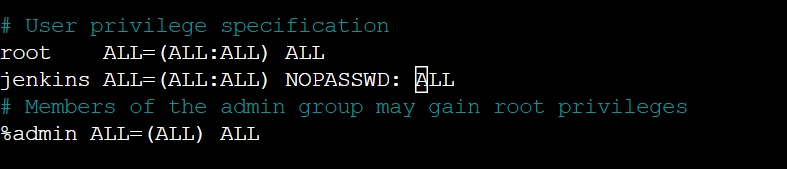 # User privilege specification
root    ALL=(ALL:ALL) ALL
jenkins ALL=(ALL:ALL) NOPASSWD: ALL
# Members of the admin group may gain root privileges
%admin ALL=(ALL) ALL